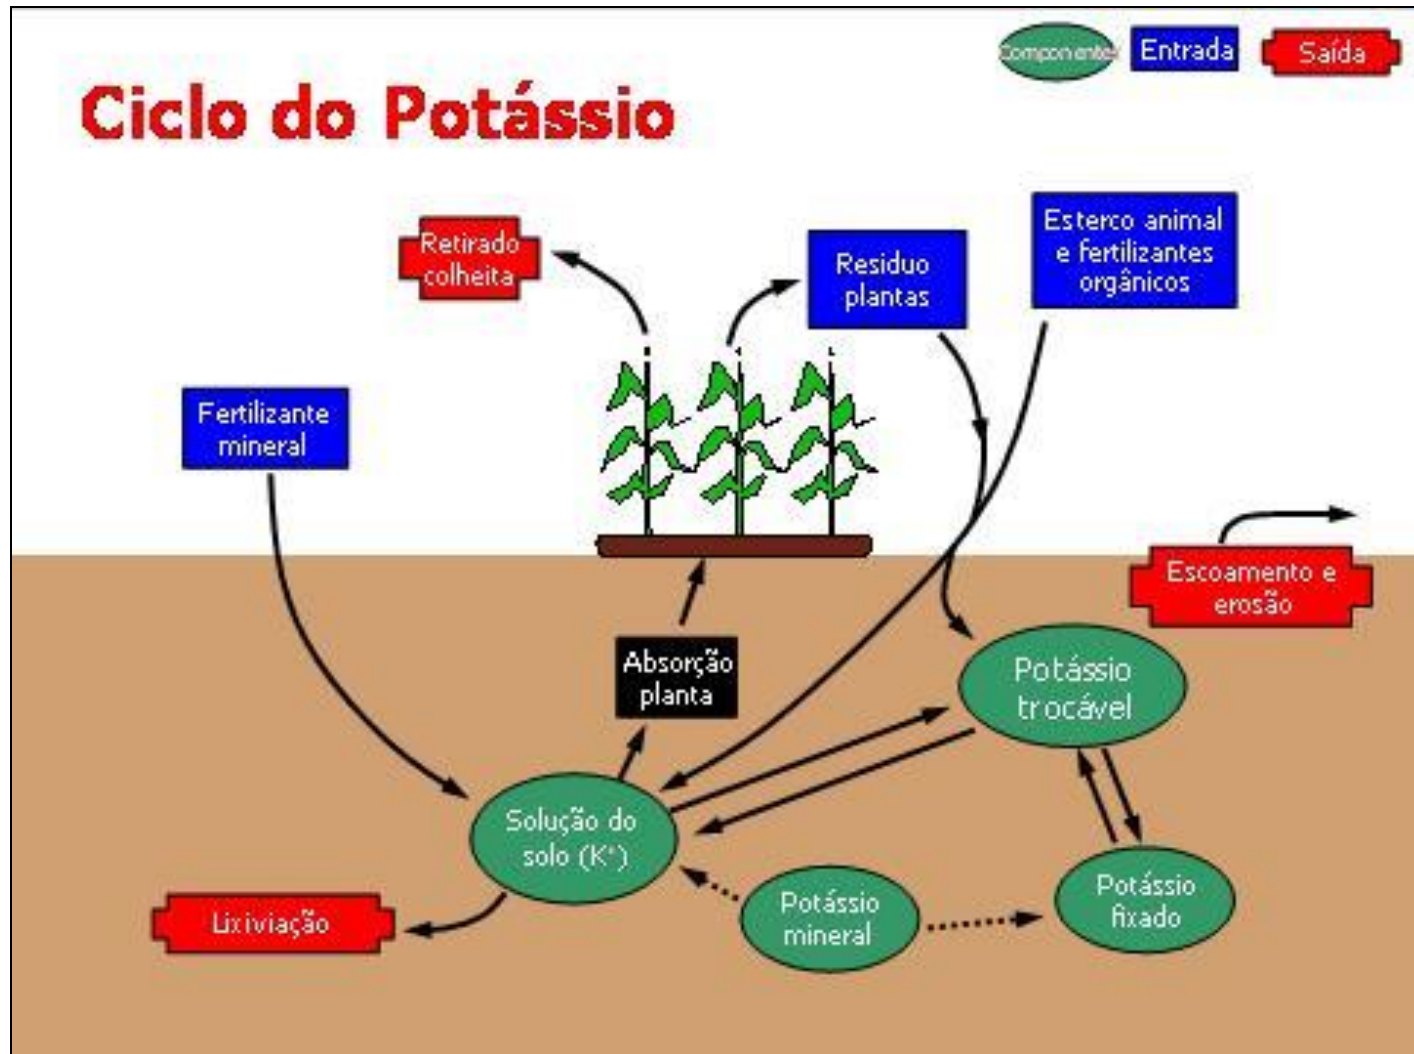 Componentes
Entrada
Saída
Ciclo do Potássio
Retirado
colheita
Residuo
plantas
Esterco animal
e fertilizantes
orgânicos
Fertilizante
mineral
Escoamento e
erosão
Absorção
planta
Potássio
trocável
Solução do
solo (K⁺)
Potássio
mineral
Potássio
fixado
Lixiviação